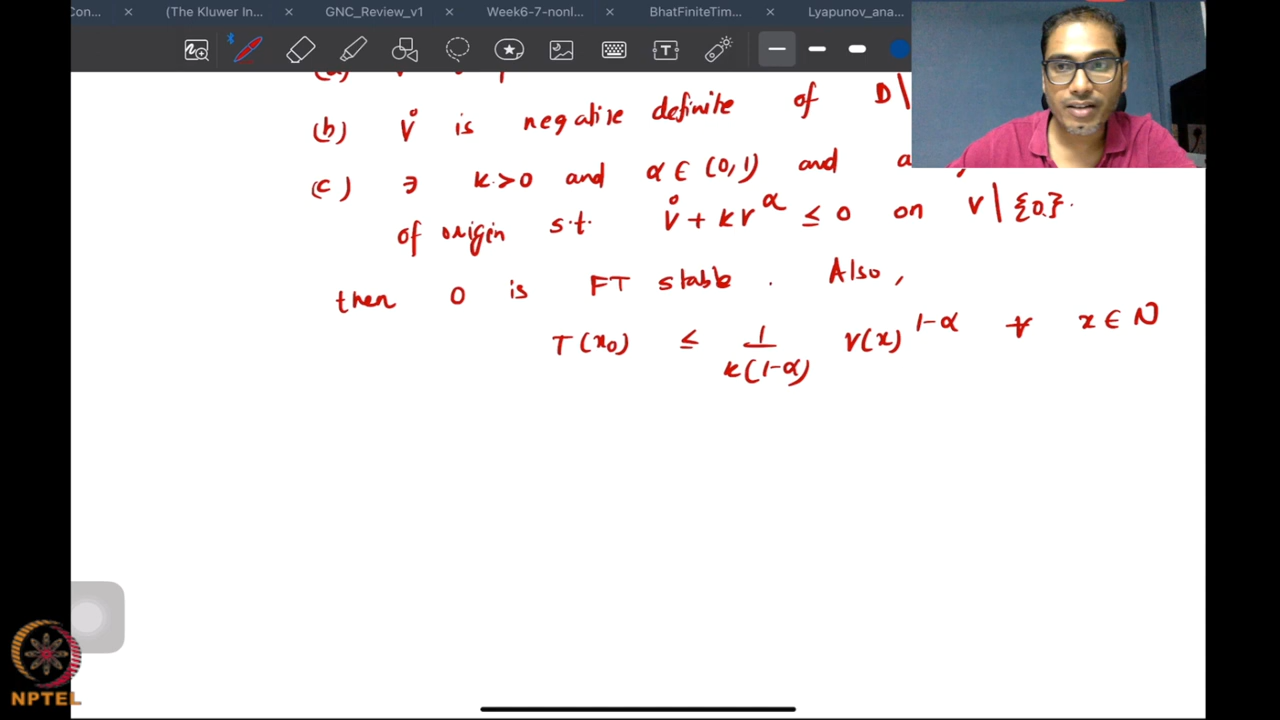 Con... × (The Kluwer In... × GNC_Review_v1 × Week6-7-nonl... × BhatFiniteTim... × Lyapunov_ana...
(b) V̇ is negative definite of D\
(c) ∃ k>0 and α ∈ (0,1) and a
of origin s.t. V̇ + kV^α ≤ 0 on V\{0}.
then 0 is FT stable. Also,
T(x₀) ≤ 1/(k(1-α)) V(x)^(1-α) ∀ x ∈ N
NPTEL